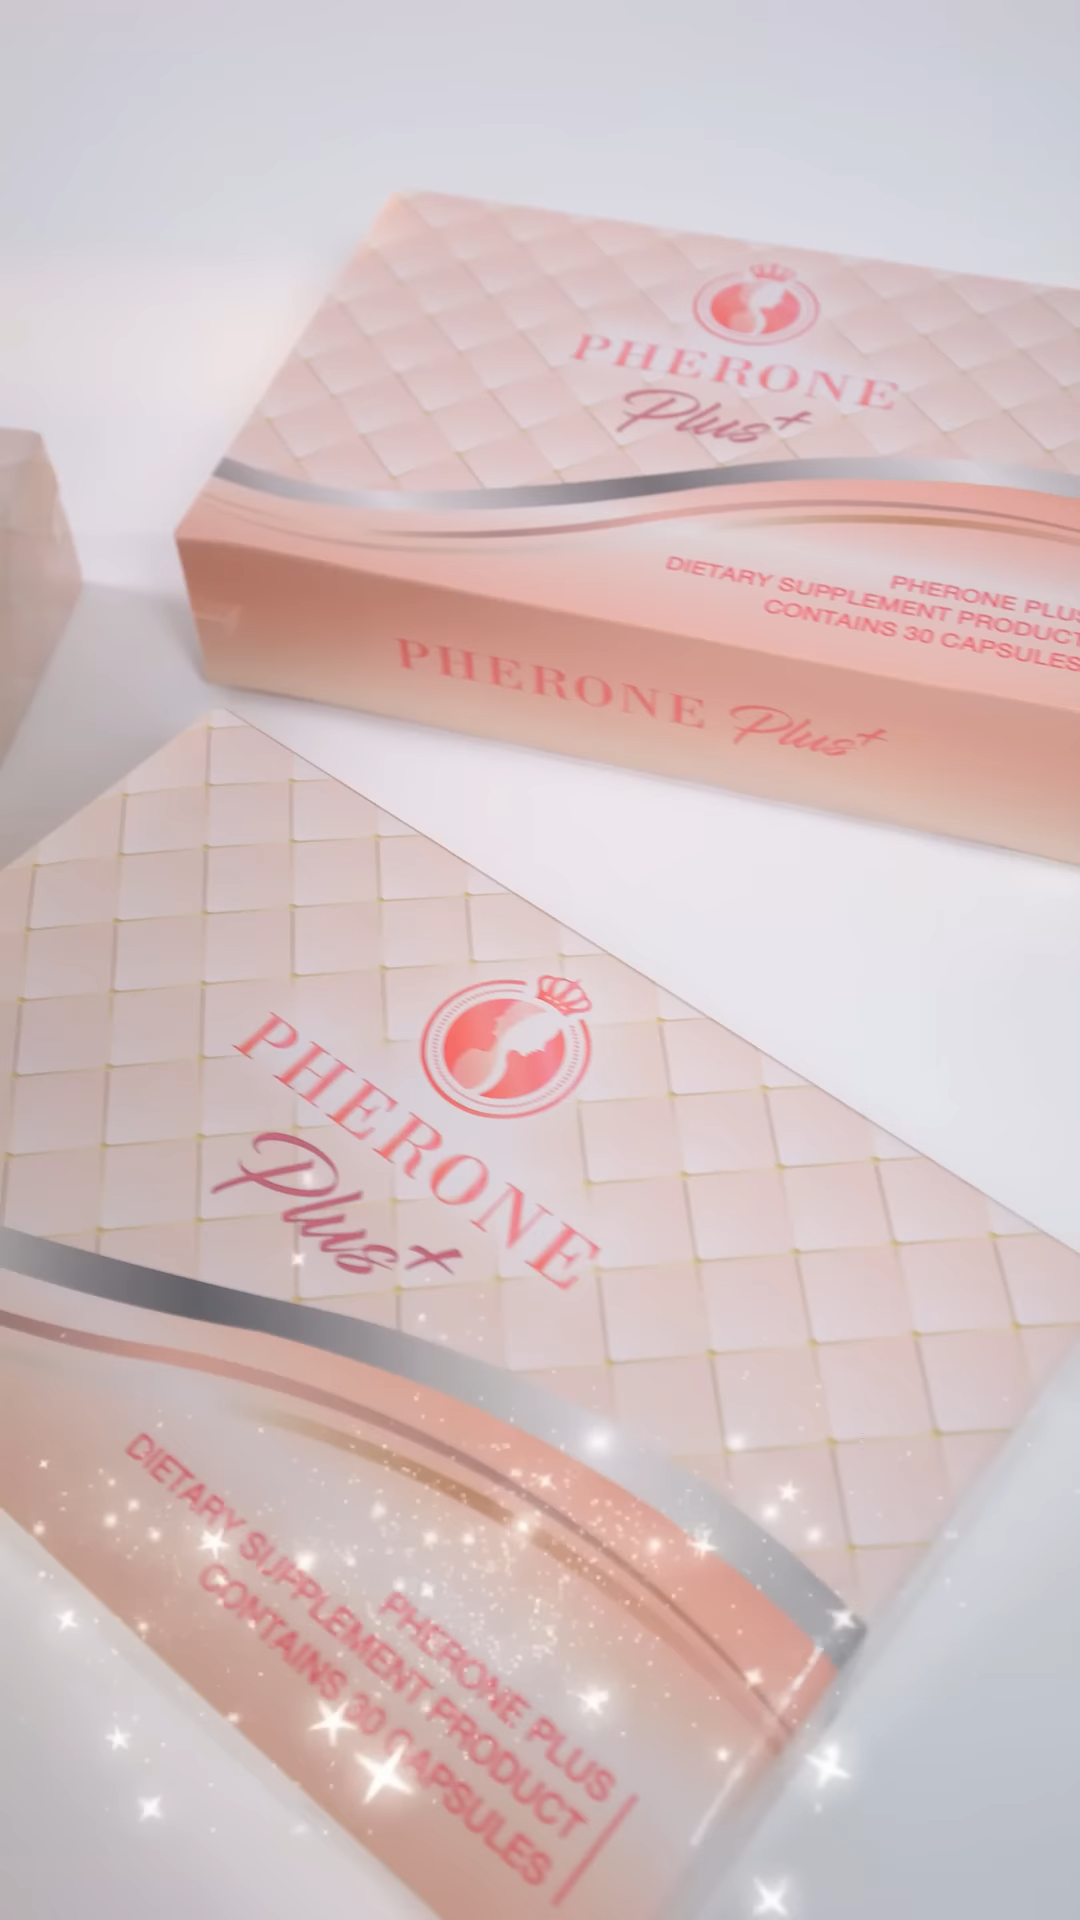 PHERONE
Plus+
PHERONE PLUS
DIETARY SUPPLEMENT PRODUCT
CONTAINS 30 CAPSULES
PHERONE Plus+
PHERONE
Plus+
PHERONE PLUS
DIETARY SUPPLEMENT PRODUCT
CONTAINS 30 CAPSULES